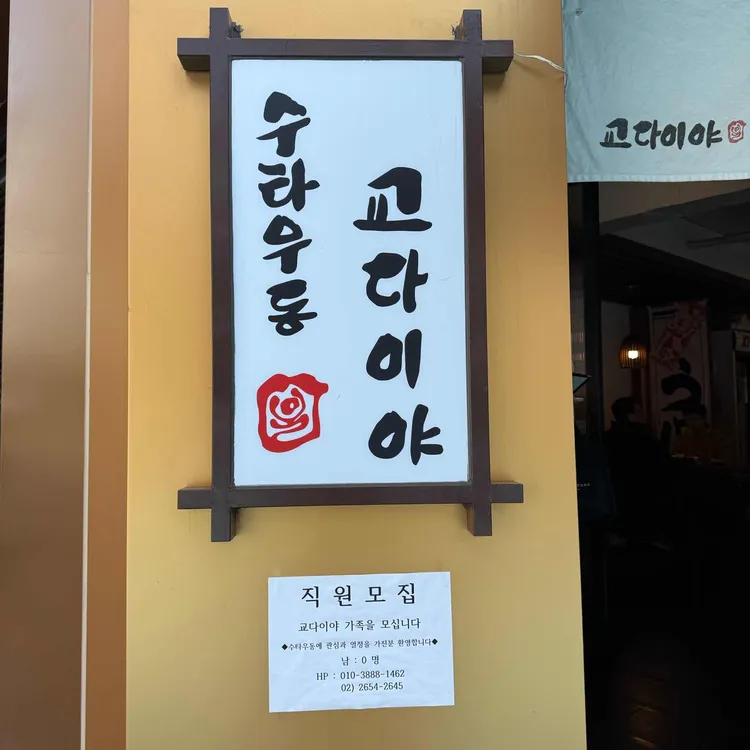 교다이야
수타우동
교다이야
직원모집
교다이야 가족을 모십니다
◆수타우동에 관심과 열정을 가진분 환영합니다◆
남 : 0 명
HP : 010-3888-1462
02) 2654-2645